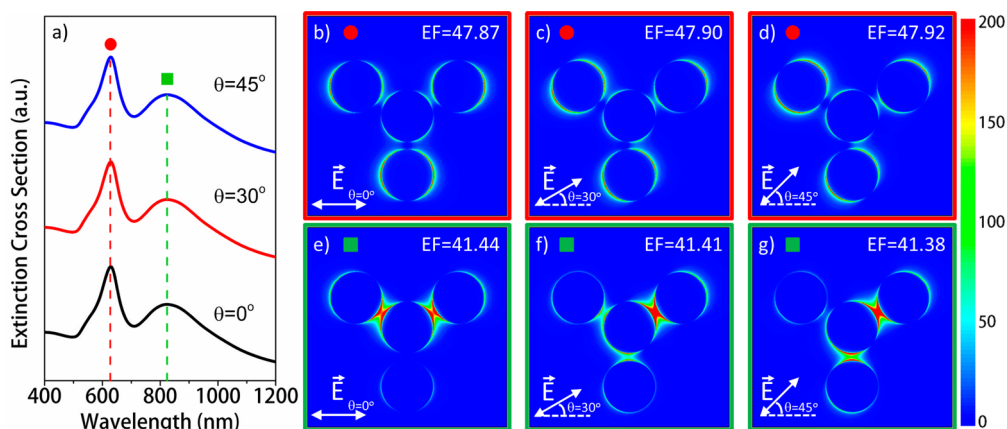 a)
Extinction Cross Section (a.u.)
θ=45°
θ=30°
θ=0°
400 600 800 1000 1200
Wavelength (nm)
b) EF=47.87
E θ=0°
c) EF=47.90
E θ=30°
d) EF=47.92
E θ=45°
e) EF=41.44
E θ=0°
f) EF=41.41
E θ=30°
g) EF=41.38
E θ=45°
200
150
100
50
0